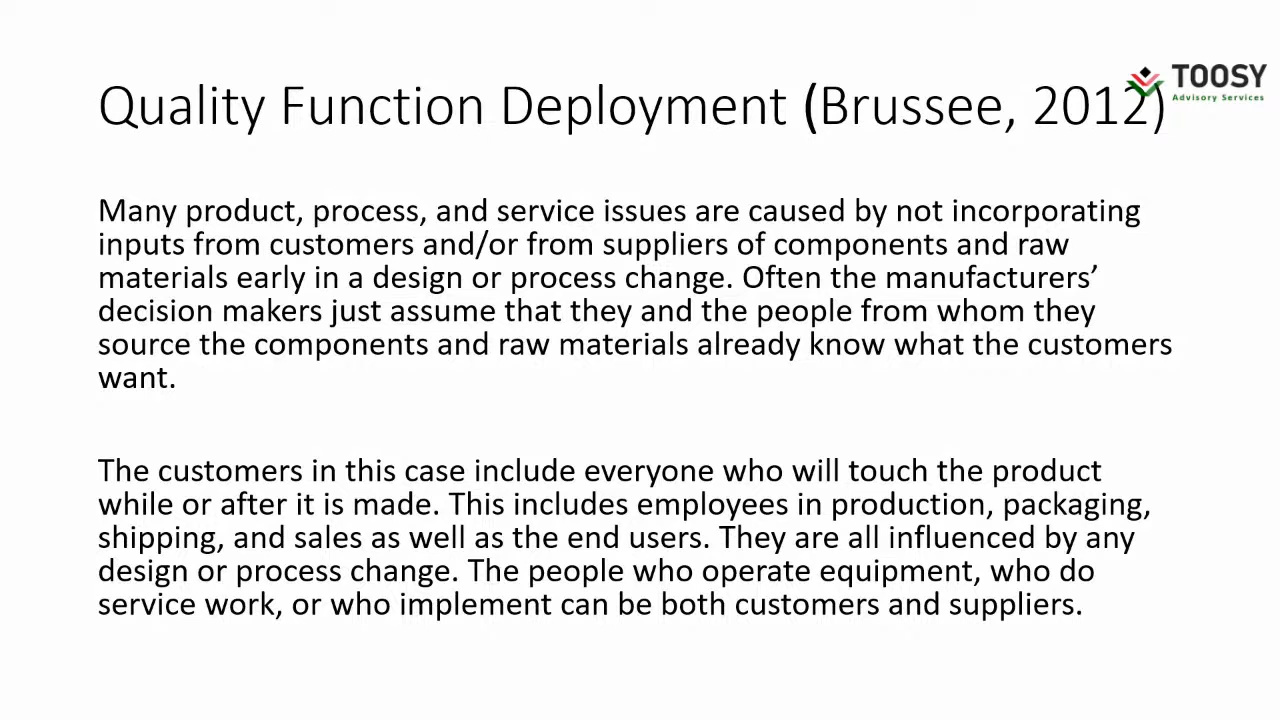 TOOSY
Advisory Services
Quality Function Deployment (Brussee, 2012)
Many product, process, and service issues are caused by not incorporating
inputs from customers and/or from suppliers of components and raw
materials early in a design or process change. Often the manufacturers’
decision makers just assume that they and the people from whom they
source the components and raw materials already know what the customers
want.
The customers in this case include everyone who will touch the product
while or after it is made. This includes employees in production, packaging,
shipping, and sales as well as the end users. They are all influenced by any
design or process change. The people who operate equipment, who do
service work, or who implement can be both customers and suppliers.